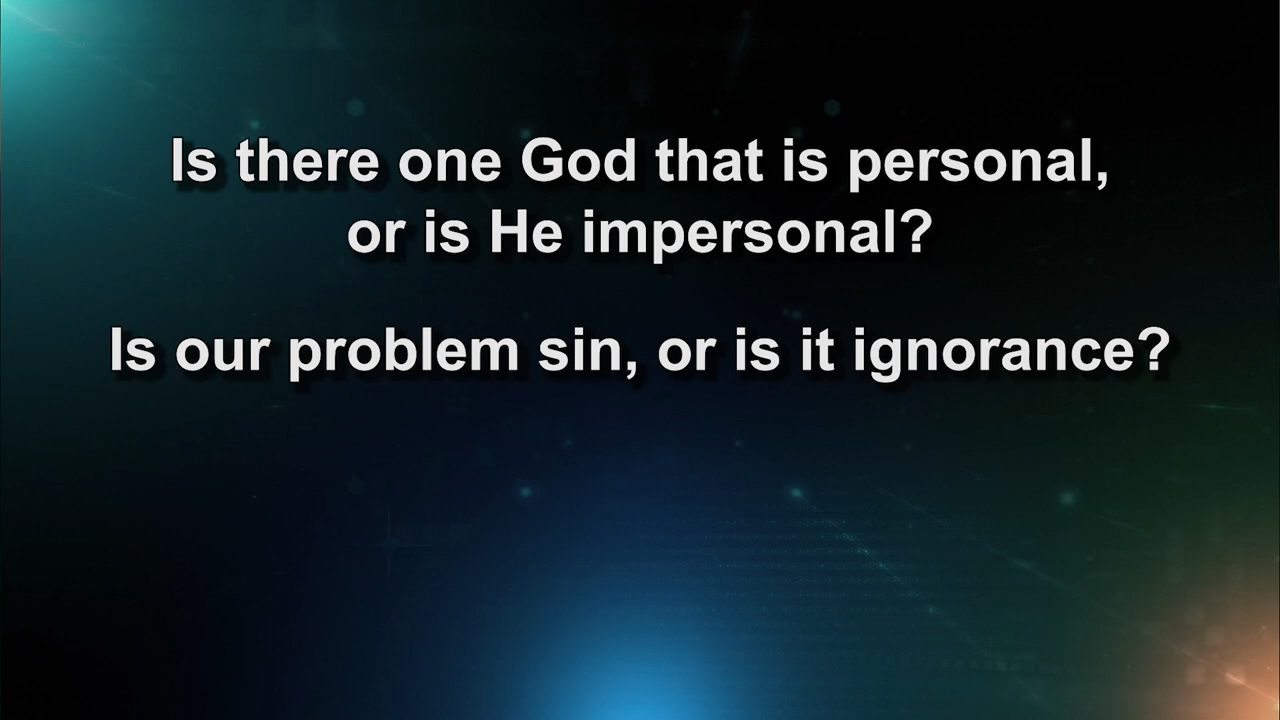 Is there one God that is personal,
or is He impersonal?
Is our problem sin, or is it ignorance?